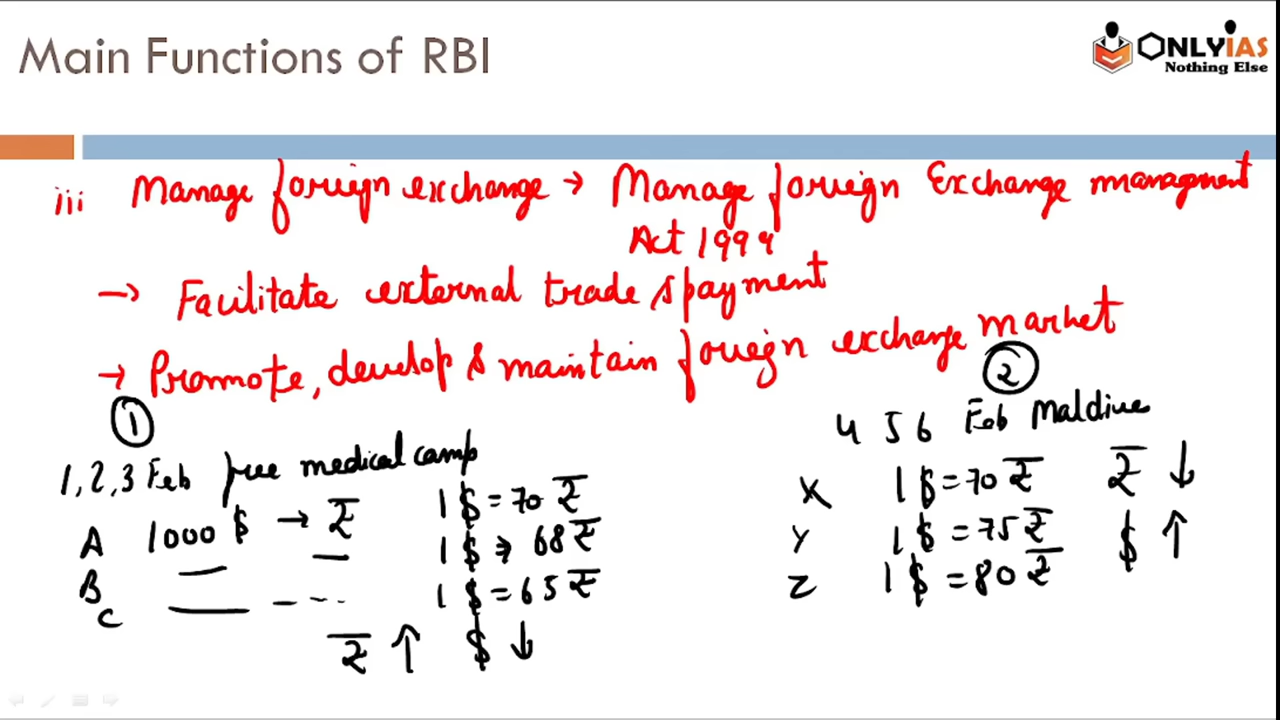 Main Functions of RBI
ONLYIAS
Nothing Else
iii Manage foreign exchange → Manage foreign Exchange managment
Act 1999
→ Facilitate external trade & payment
→ Promote, develop & maintain foreign exchange market
① ②
1,2,3 Feb free medical camp
4 5 6 Feb Maldive
A 1000 $ → ₹
B
C
1 $ = 70 ₹
1 $ = 68 ₹
1 $ = 65 ₹
₹ ↑ $ ↓
X 1 $ = 70 ₹ ₹ ↓
Y 1 $ = 75 ₹ $ ↑
Z 1 $ = 80 ₹